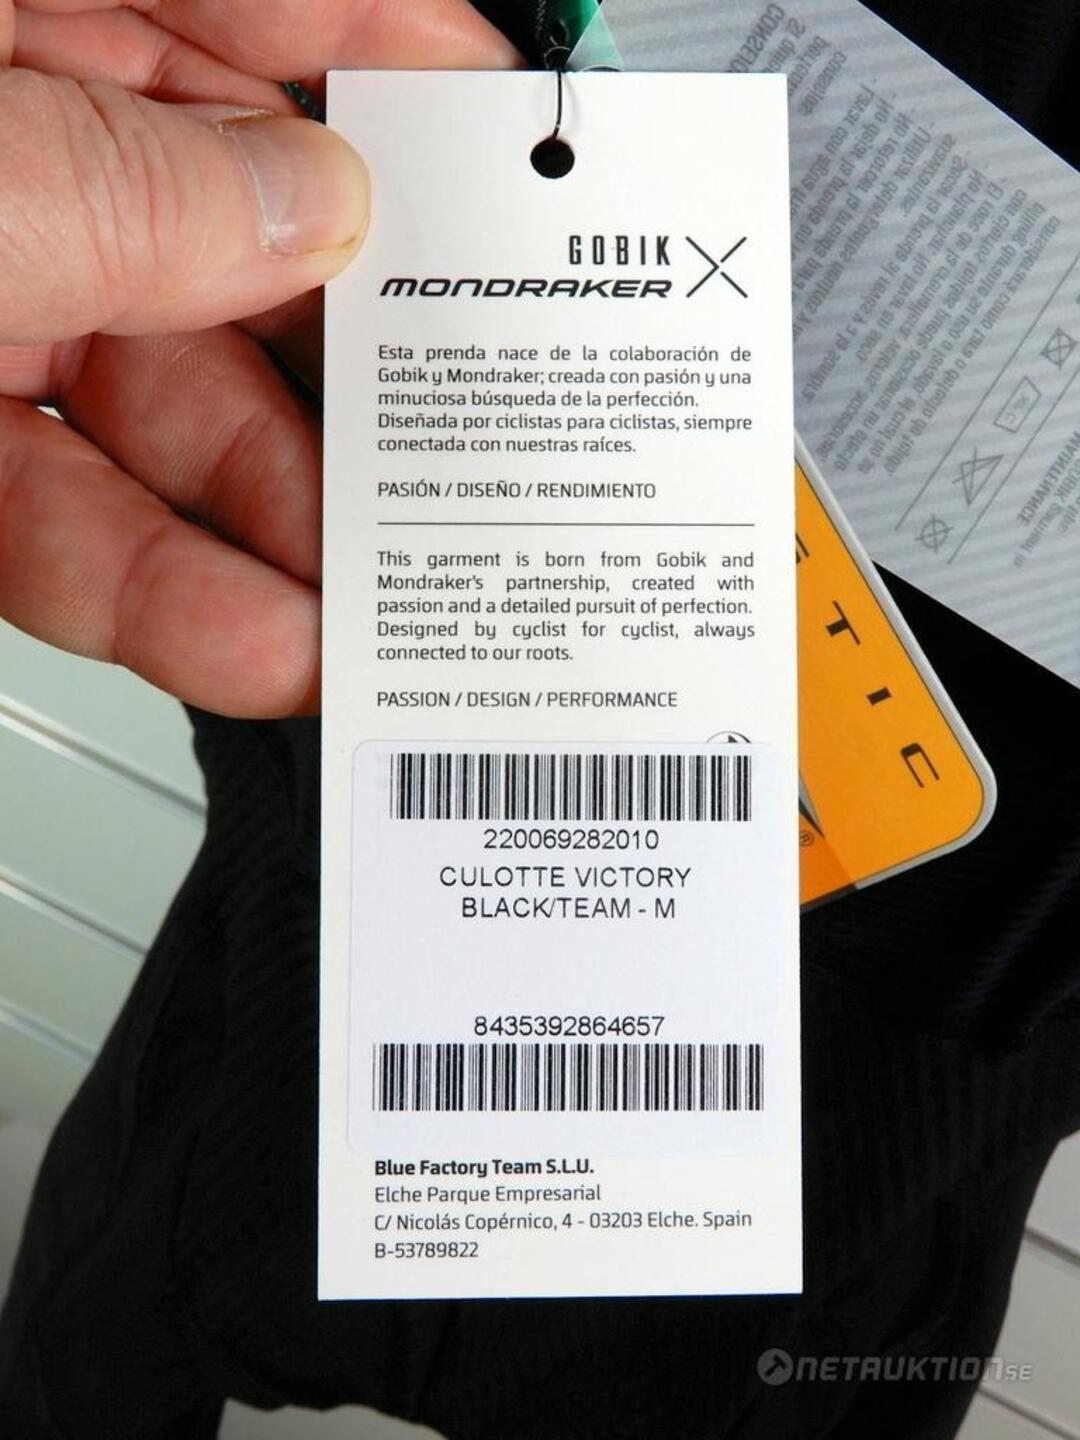 GOBIK
MONDRAKER
Esta prenda nace de la colaboración de
Gobik y Mondraker; creada con pasión y una
minuciosa búsqueda de la perfección.
Diseñada por ciclistas para ciclistas, siempre
conectada con nuestras raíces.
PASIÓN / DISEÑO / RENDIMIENTO
This garment is born from Gobik and
Mondraker's partnership, created with
passion and a detailed pursuit of perfection.
Designed by cyclist for cyclist, always
connected to our roots.
PASSION / DESIGN / PERFORMANCE
220069282010
CULOTTE VICTORY
BLACK/TEAM - M
8435392864657
Blue Factory Team S.L.U.
Elche Parque Empresarial
C/ Nicolás Copérnico, 4 - 03203 Elche. Spain
B-53789822
TIC
®
MAINTENANCE
NETAUKTION.SE